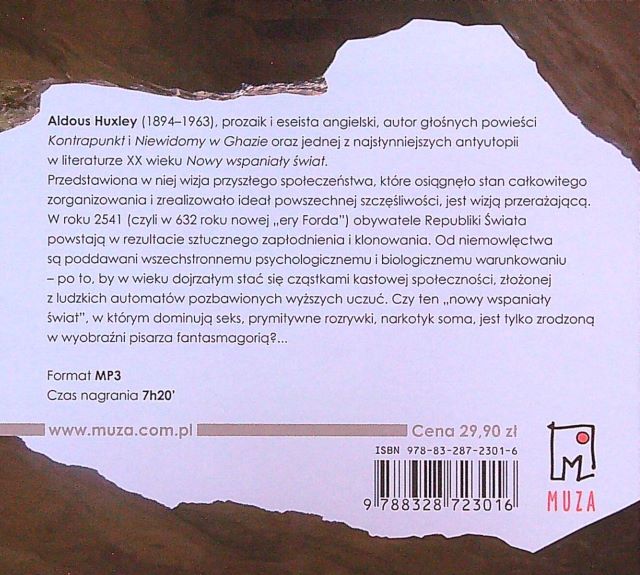 Aldous Huxley (1894–1963), prozaik i eseista angielski, autor głośnych powieści
Kontrapunkt i Niewidomy w Ghazie oraz jednej z najsłynniejszych antyutopii
w literaturze XX wieku Nowy wspaniały świat.
Przedstawiona w niej wizja przyszłego społeczeństwa, które osiągnęło stan całkowitego
zorganizowania i zrealizowało ideał powszechnej szczęśliwości, jest wizją przerażającą.
W roku 2541 (czyli w 632 roku nowej „ery Forda”) obywatele Republiki Świata
powstają w rezultacie sztucznego zapłodnienia i klonowania. Od niemowlęctwa
są poddawani wszechstronnemu psychologicznemu i biologicznemu warunkowaniu
– po to, by w wieku dojrzałym stać się cząstkami kastowej społeczności, złożonej
z ludzkich automatów pozbawionych wyższych uczuć. Czy ten „nowy wspaniały
świat”, w którym dominują seks, prymitywne rozrywki, narkotyk soma, jest tylko zrodzoną
w wyobraźni pisarza fantasmagorią?...
Format MP3
Czas nagrania 7h20’
www.muza.com.pl
Cena 29,90 zł
ISBN 978-83-287-2301-6
9 788328 723016
MUZA